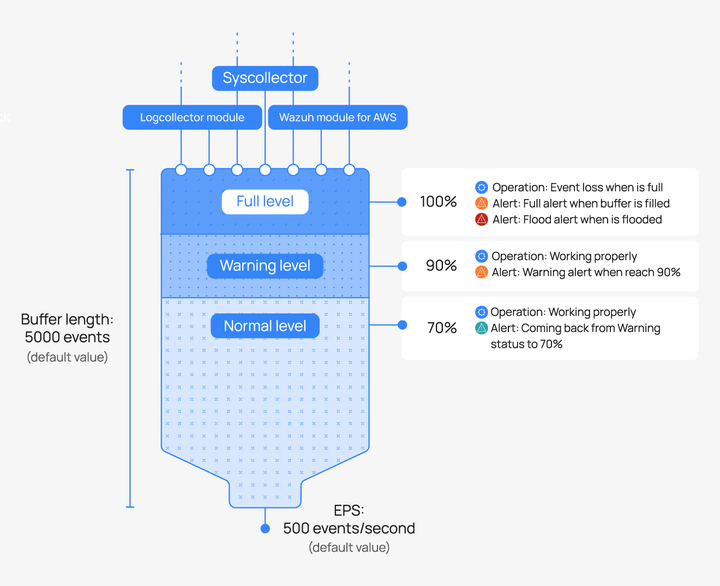 Syscollector
ck
Logcollector module
Wazuh module for AWS
Full level
100%
Operation: Event loss when is full
Alert: Full alert when buffer is filled
Alert: Flood alert when is flooded
Warning level
90%
Operation: Working properly
Alert: Warning alert when reach 90%
Normal level
70%
Operation: Working properly
Alert: Coming back from Warning
status to 70%
Buffer length:
5000 events
(default value)
EPS:
500 events/second
(default value)